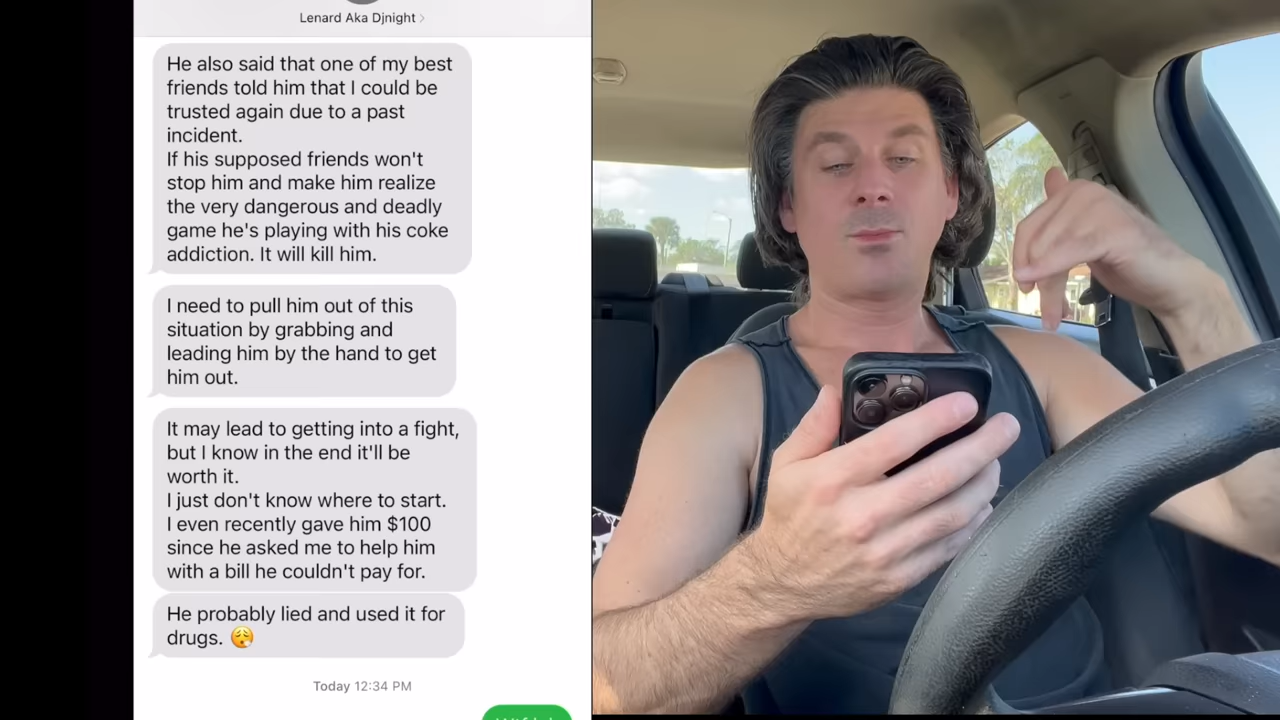 Lenard Aka Djnight
He also said that one of my best
friends told him that I could be
trusted again due to a past
incident.
If his supposed friends won't
stop him and make him realize
the very dangerous and deadly
game he's playing with his coke
addiction. It will kill him.
I need to pull him out of this
situation by grabbing and
leading him by the hand to get
him out.
It may lead to getting into a fight,
but I know in the end it'll be
worth it.
I just don't know where to start.
I even recently gave him $100
since he asked me to help him
with a bill he couldn't pay for.
He probably lied and used it for
drugs. 😮‍💨
Today 12:34 PM